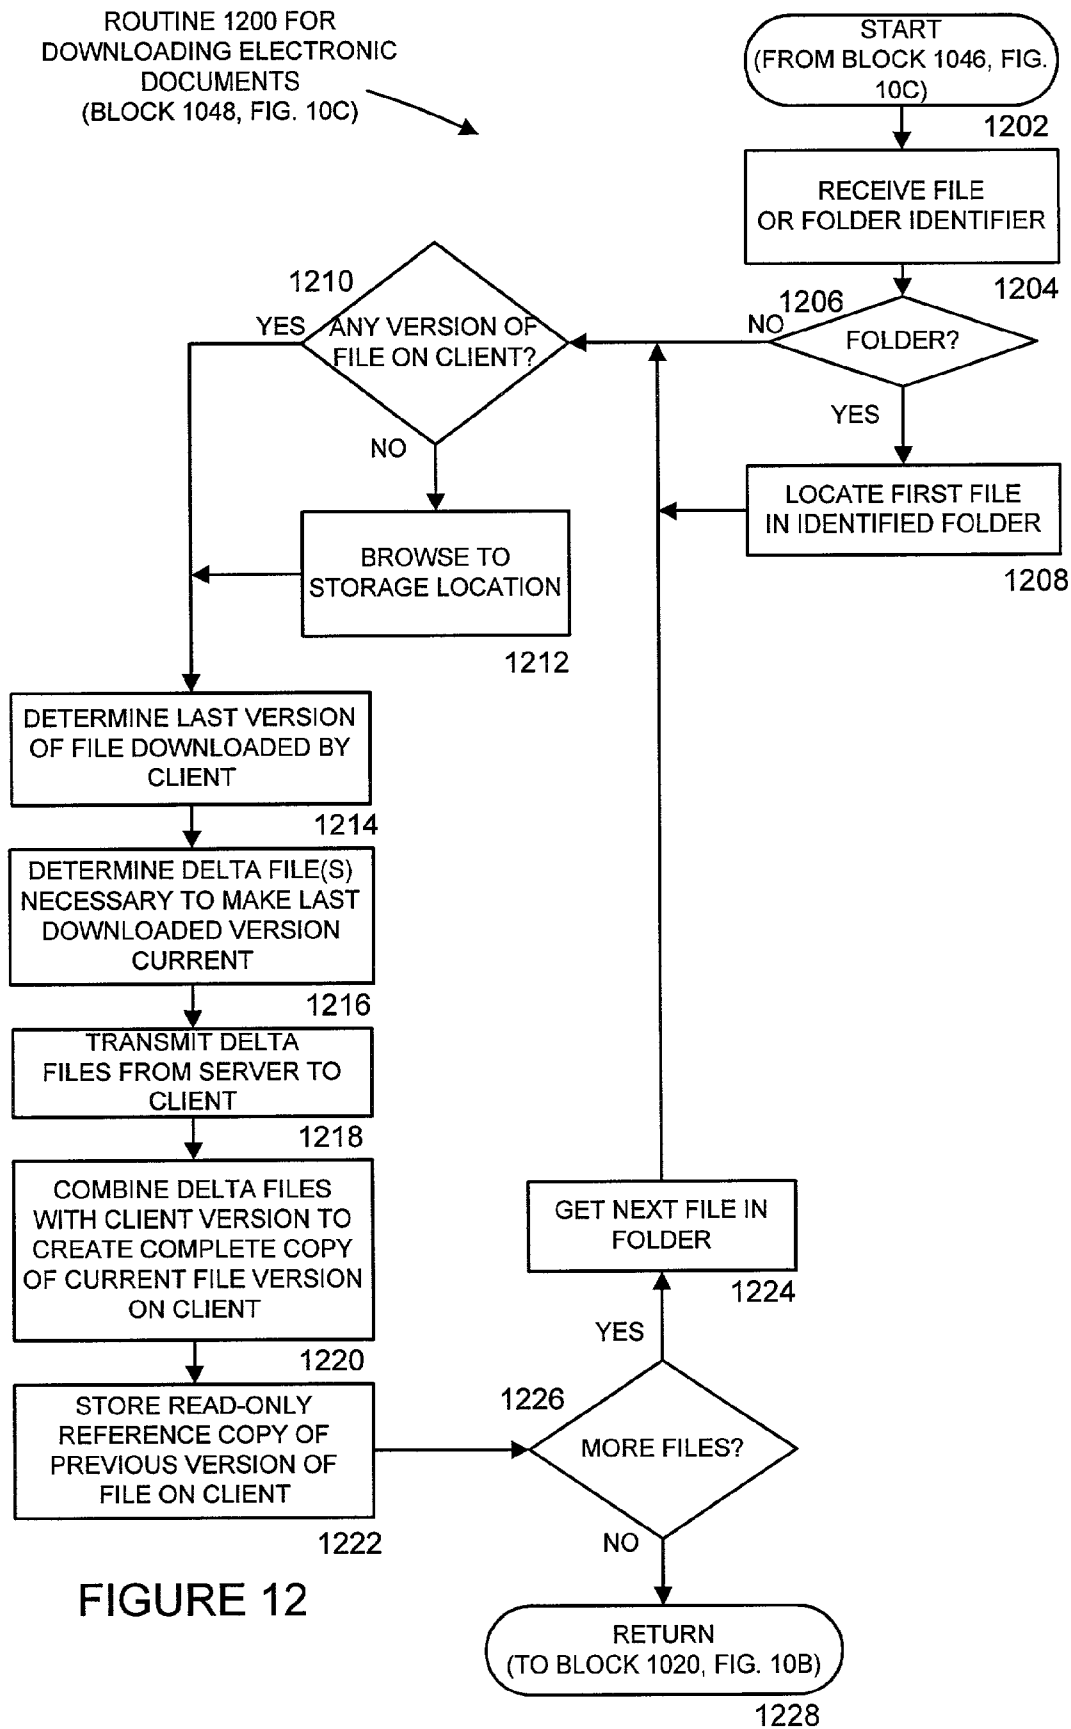 ROUTINE 1200 FOR
DOWNLOADING ELECTRONIC
DOCUMENTS
(BLOCK 1048, FIG. 10C)
START
(FROM BLOCK 1046, FIG.
10C)
1202
RECEIVE FILE
OR FOLDER IDENTIFIER
1204
1206
FOLDER?
NO
YES
LOCATE FIRST FILE
IN IDENTIFIED FOLDER
1208
1210
ANY VERSION OF
FILE ON CLIENT?
YES
NO
BROWSE TO
STORAGE LOCATION
1212
DETERMINE LAST VERSION
OF FILE DOWNLOADED BY
CLIENT
1214
DETERMINE DELTA FILE(S)
NECESSARY TO MAKE LAST
DOWNLOADED VERSION
CURRENT
1216
TRANSMIT DELTA
FILES FROM SERVER TO
CLIENT
1218
COMBINE DELTA FILES
WITH CLIENT VERSION TO
CREATE COMPLETE COPY
OF CURRENT FILE VERSION
ON CLIENT
1220
STORE READ-ONLY
REFERENCE COPY OF
PREVIOUS VERSION OF
FILE ON CLIENT
1222
GET NEXT FILE IN
FOLDER
1224
YES
1226
MORE FILES?
NO
RETURN
(TO BLOCK 1020, FIG. 10B)
1228
FIGURE 12